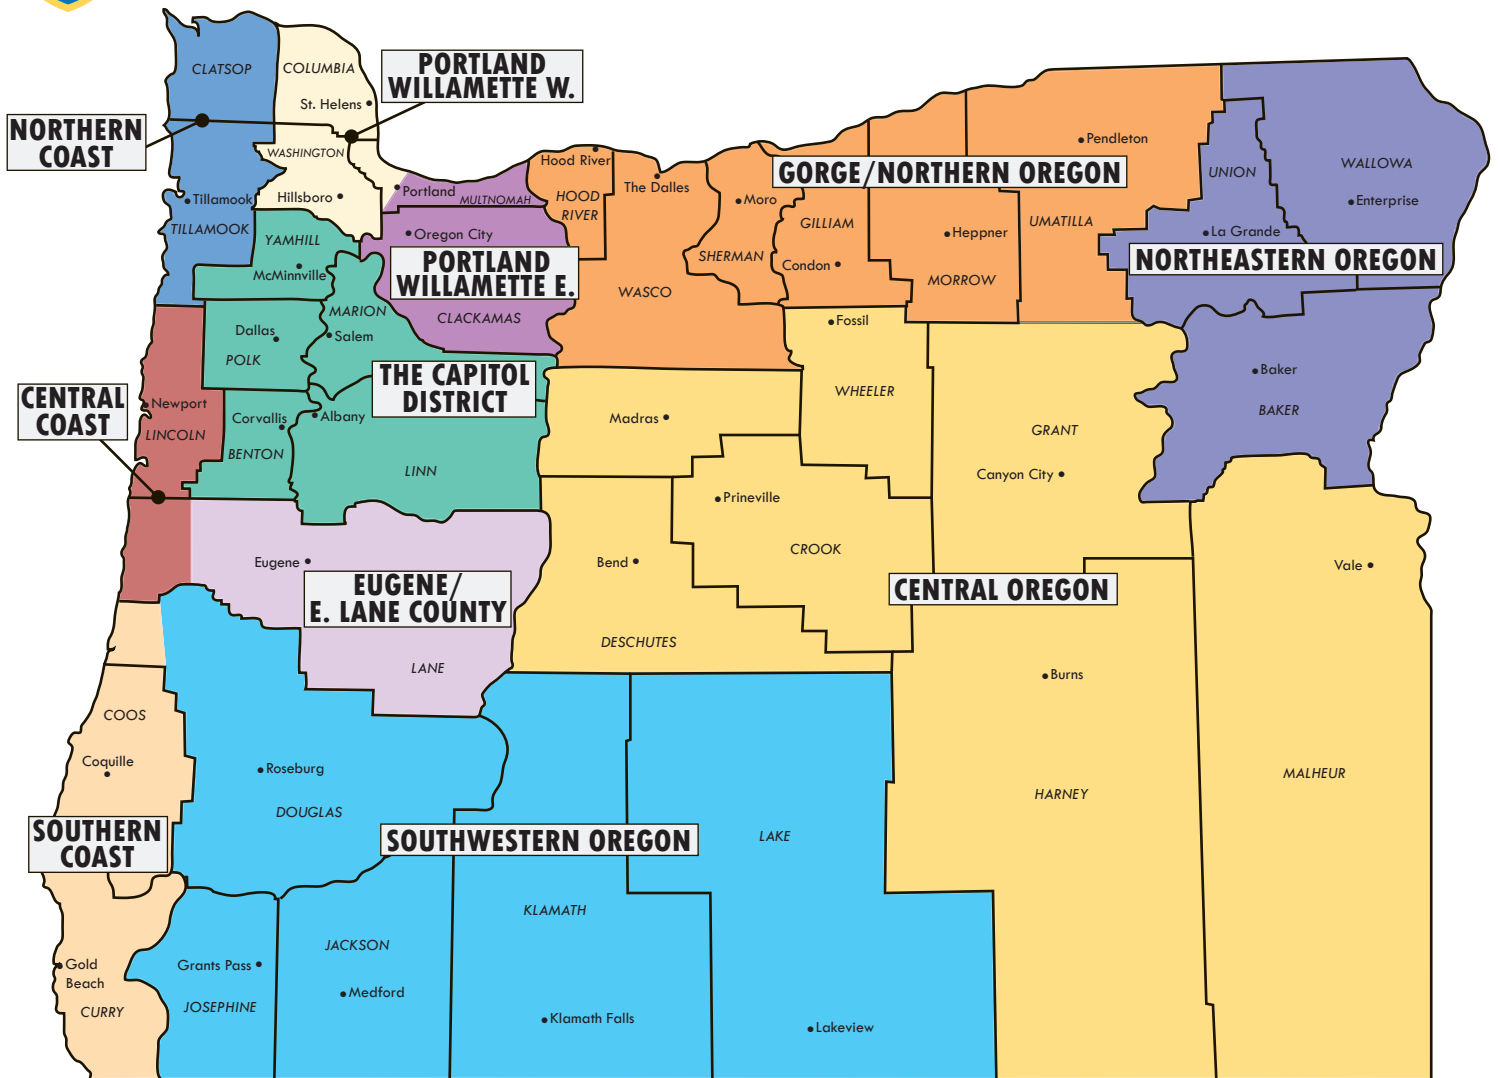 CLATSOP
COLUMBIA
St. Helens
PORTLAND
WILLAMETTE W.
NORTHERN
COAST
WASHINGTON
Hillsboro
Portland
MULTNOMAH
Tillamook
TILLAMOOK
YAMHILL
McMinnville
Oregon City
PORTLAND
WILLAMETTE E.
CLACKAMAS
Hood River
HOOD
RIVER
The Dalles
WASCO
Moro
SHERMAN
GORGE/NORTHERN OREGON
GILLIAM
Condon
Heppner
MORROW
Pendleton
UMATILLA
UNION
La Grande
WALLOWA
Enterprise
NORTHEASTERN OREGON
Baker
BAKER
MARION
Salem
Dallas
POLK
THE CAPITOL
DISTRICT
CENTRAL
COAST
Newport
LINCOLN
Corvallis
BENTON
Albany
LINN
Fossil
WHEELER
Madras
Prineville
CROOK
GRANT
Canyon City
Bend
DESCHUTES
CENTRAL OREGON
Vale
Burns
HARNEY
MALHEUR
Eugene
EUGENE/
E. LANE COUNTY
LANE
COOS
Coquille
SOUTHERN
COAST
Gold
Beach
CURRY
Roseburg
DOUGLAS
SOUTHWESTERN OREGON
LAKE
KLAMATH
JACKSON
Medford
Grants Pass
JOSEPHINE
Klamath Falls
Lakeview